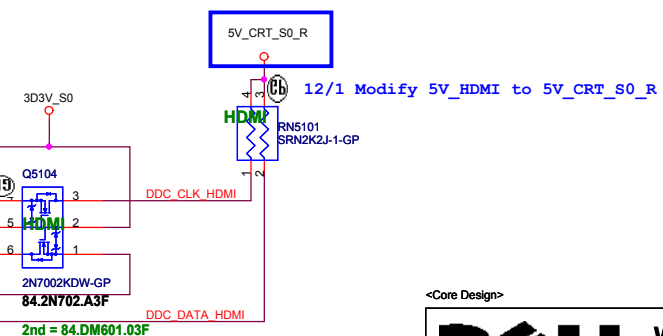 5V_CRT_S0_R
12/1 Modify 5V_HDMI to 5V_CRT_S0_R
3D3V_S0
4 3
HDMI
RN5101
SRN2K2J-1-GP
Q5104
1 2
3
DDC_CLK_HDMI
5
HDMI
2
6
1
2N7002KDW-GP
84.2N702.A3F
<Core Design>
DDC_DATA_HDMI
2nd = 84.DM601.03F